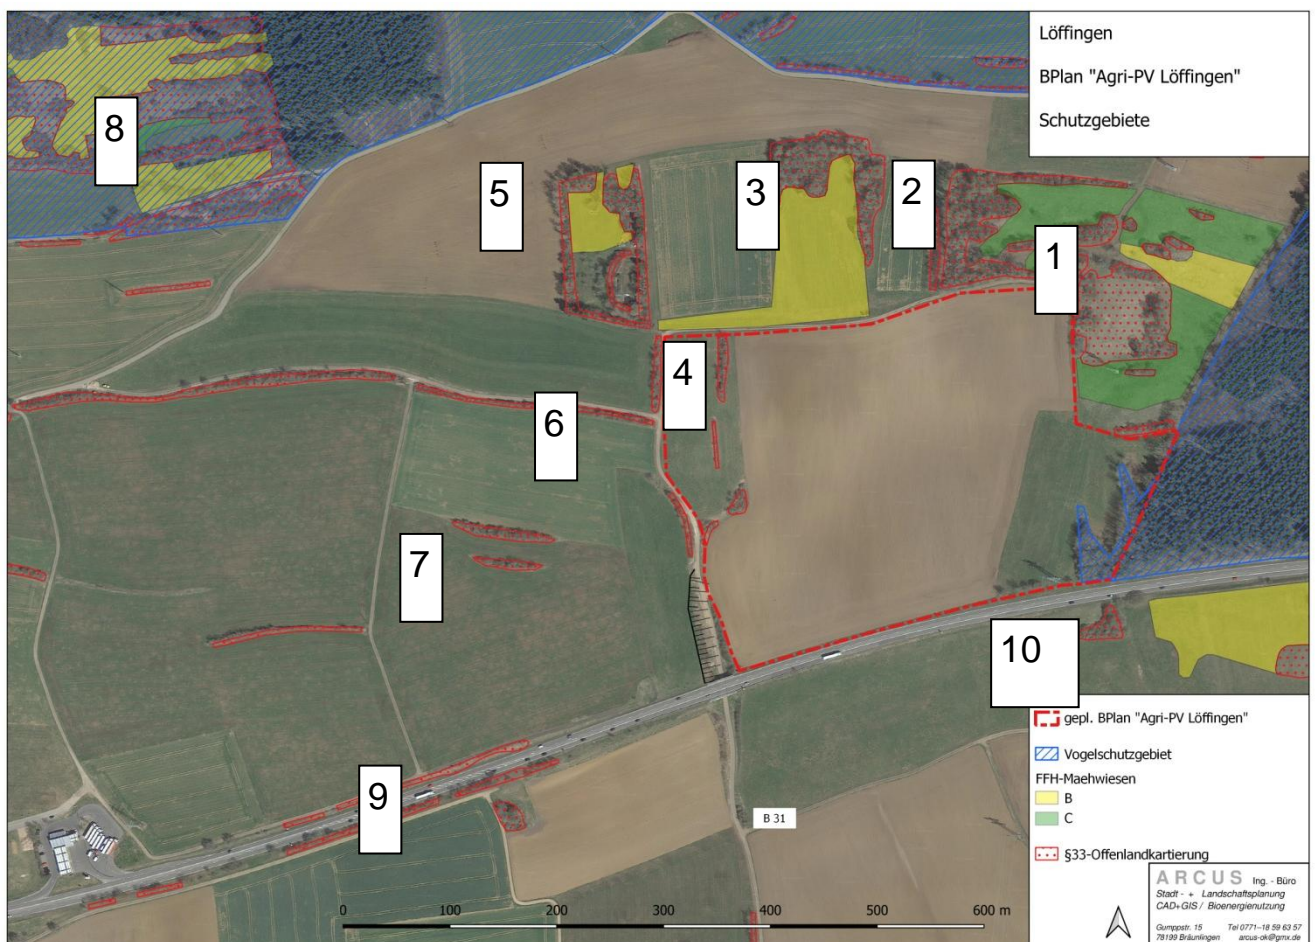 Löffingen
BPlan "Agri-PV Löffingen"
Schutzgebiete
8
5
3
2
1
4
6
7
10
9
B 31
gepl. BPlan "Agri-PV Löffingen"
Vogelschutzgebiet
FFH-Maehwiesen
B
C
§33-Offenlandkartierung
0 100 200 300 400 500 600 m
ARCUS Ing. - Büro
Stadt - + Landschaftsplanung
CAD+GIS / Bioenergienutzung
Gumppstr. 15 Tel 0771-18 59 63 57
78199 Bräunlingen arcus-ok@gmx.de